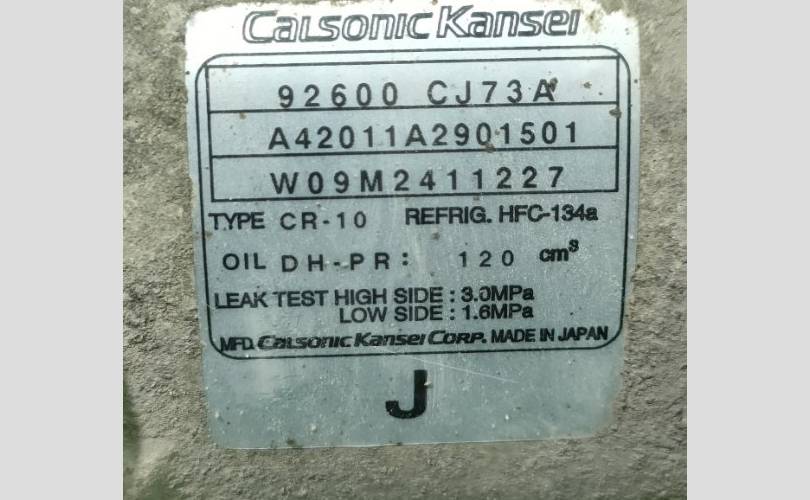 Calsonic Kansei
92600 CJ73A
A42011A2901501
W09M2411227
TYPE CR-10 REFRIG. HFC-134a
OIL DH-PR: 120 cm³
LEAK TEST HIGH SIDE : 3.0MPa
LOW SIDE : 1.6MPa
MFD. Calsonic Kansei Corp. MADE IN JAPAN
J